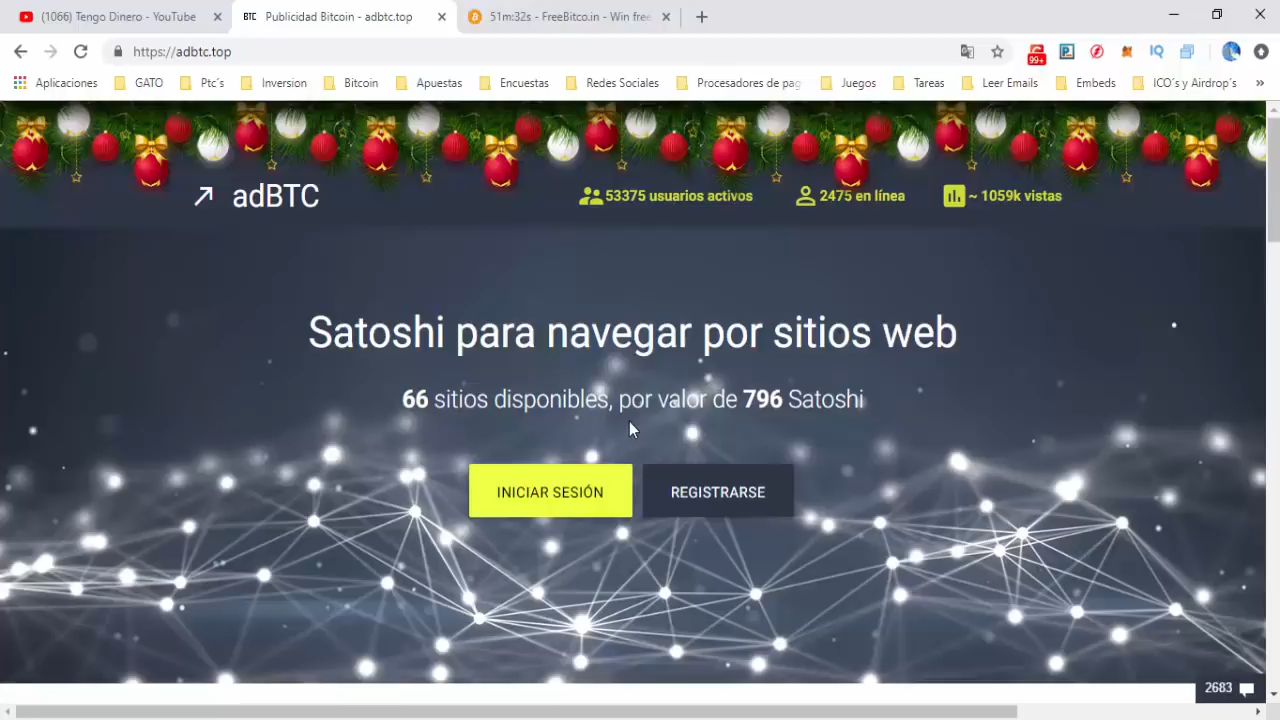 (1066) Tengo Dinero - YouTube
BTC Publicidad Bitcoin - adbtc.top
51m:32s - FreeBitco.in - Win free
https://adbtc.top
99+
IQ
Aplicaciones GATO Ptc´s Inversion Bitcoin Apuestas Encuestas Redes Sociales Procesadores de pag Juegos Tareas Leer Emails Embeds ICO´s y Airdrop's »
adBTC
53375 usuarios activos
2475 en línea
~ 1059k vistas
Satoshi para navegar por sitios web
66 sitios disponibles, por valor de 796 Satoshi
INICIAR SESIÓN
REGISTRARSE
2683